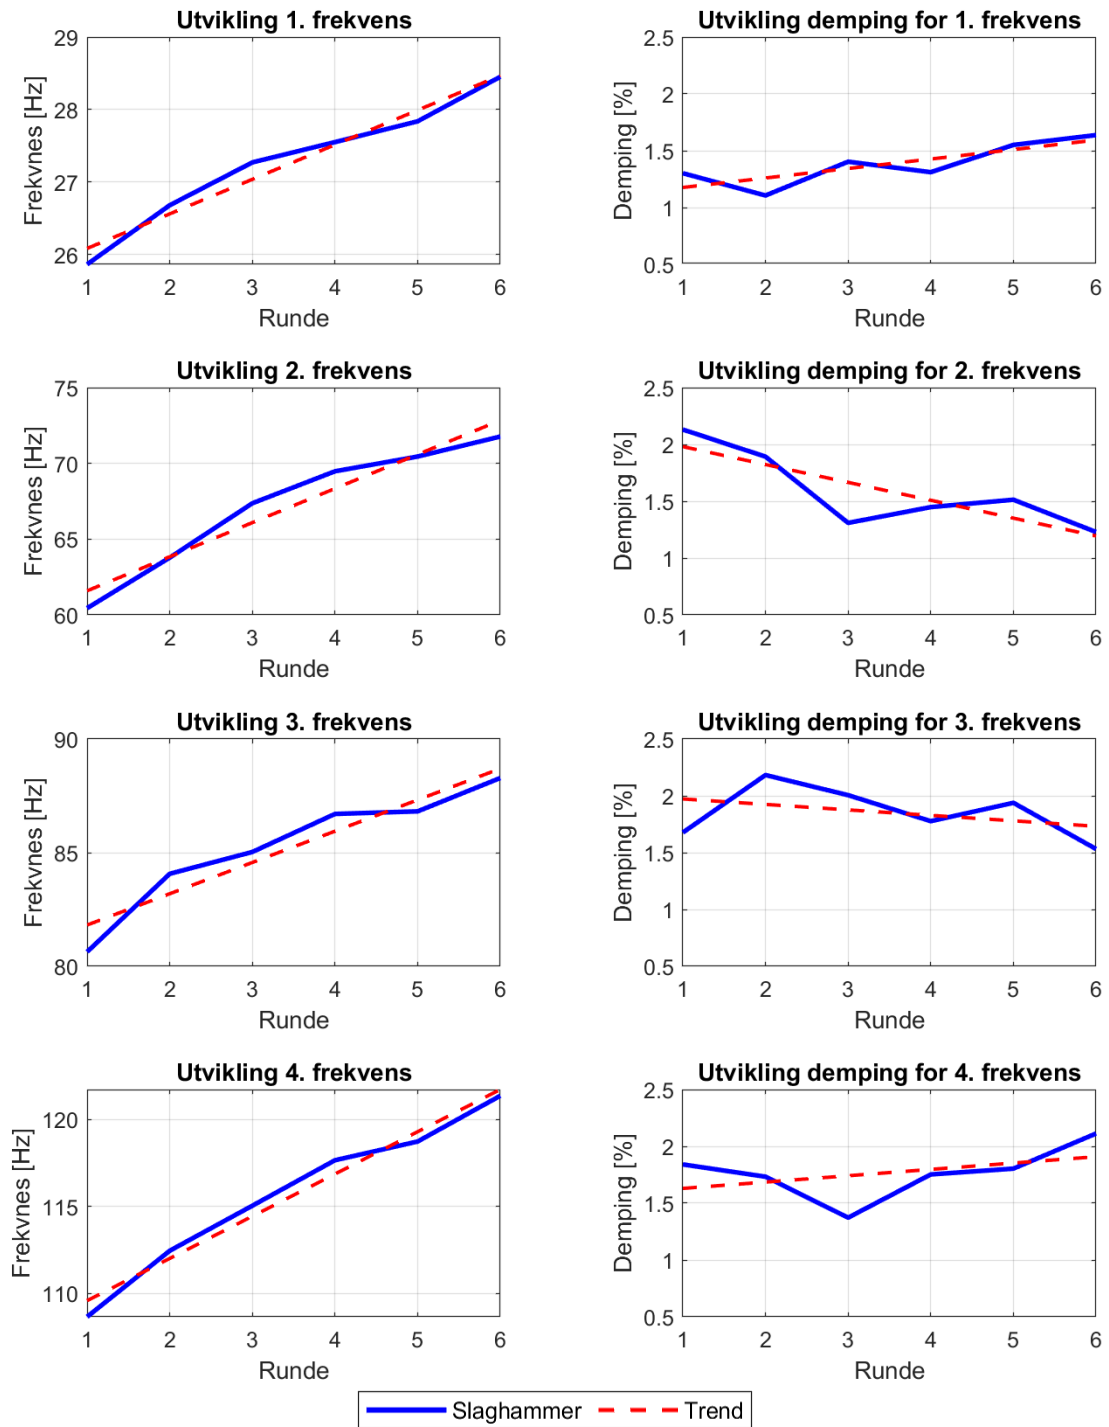 Utvikling 1. frekvens
Frekvnes [Hz]
29
28
27
26
1 2 3 4 5 6
Runde
Utvikling demping for 1. frekvens
Demping [%]
2.5
2
1.5
1
0.5
1 2 3 4 5 6
Runde
Utvikling 2. frekvens
Frekvnes [Hz]
75
70
65
60
1 2 3 4 5 6
Runde
Utvikling demping for 2. frekvens
Demping [%]
2.5
2
1.5
1
0.5
1 2 3 4 5 6
Runde
Utvikling 3. frekvens
Frekvnes [Hz]
90
85
80
1 2 3 4 5 6
Runde
Utvikling demping for 3. frekvens
Demping [%]
2.5
2
1.5
1
0.5
1 2 3 4 5 6
Runde
Utvikling 4. frekvens
Frekvnes [Hz]
120
115
110
1 2 3 4 5 6
Runde
Utvikling demping for 4. frekvens
Demping [%]
2.5
2
1.5
1
0.5
1 2 3 4 5 6
Runde
Slaghammer Trend